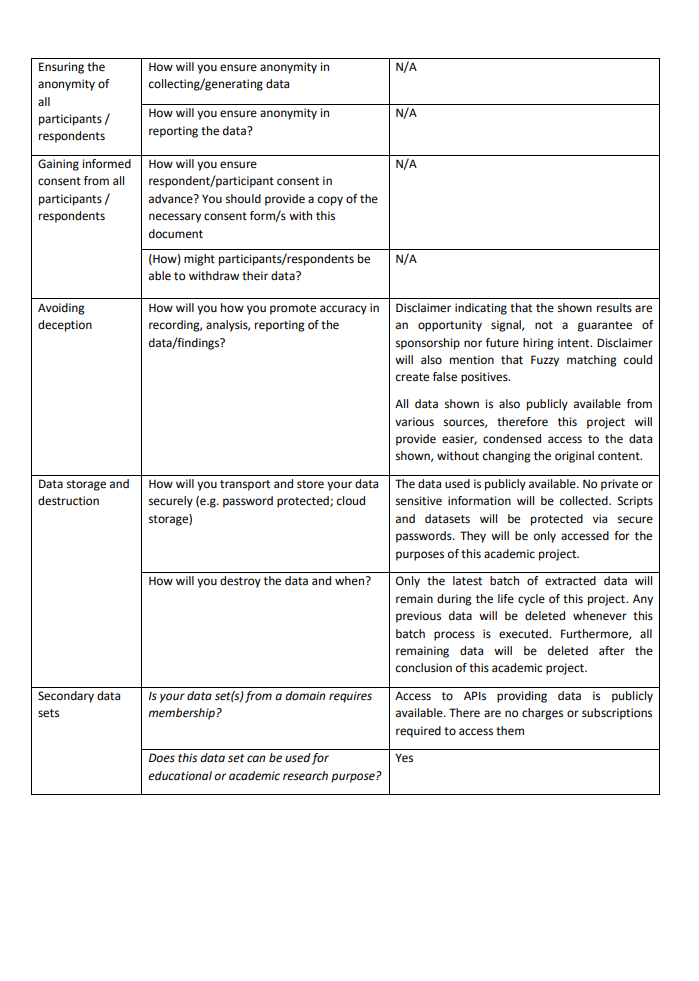 Ensuring the
anonymity of
all
participants /
respondents
How will you ensure anonymity in
collecting/generating data
N/A
How will you ensure anonymity in
reporting the data?
N/A
Gaining informed
consent from all
participants /
respondents
How will you ensure
respondent/participant consent in
advance? You should provide a copy of the
necessary consent form/s with this
document
N/A
(How) might participants/respondents be
able to withdraw their data?
N/A
Avoiding
deception
How will you how you promote accuracy in
recording, analysis, reporting of the
data/findings?
Disclaimer indicating that the shown results are
an opportunity signal, not a guarantee of
sponsorship nor future hiring intent. Disclaimer
will also mention that Fuzzy matching could
create false positives.
All data shown is also publicly available from
various sources, therefore this project will
provide easier, condensed access to the data
shown, without changing the original content.
Data storage and
destruction
How will you transport and store your data
securely (e.g. password protected; cloud
storage)
The data used is publicly available. No private or
sensitive information will be collected. Scripts
and datasets will be protected via secure
passwords. They will be only accessed for the
purposes of this academic project.
How will you destroy the data and when?
Only the latest batch of extracted data will
remain during the life cycle of this project. Any
previous data will be deleted whenever this
batch process is executed. Furthermore, all
remaining data will be deleted after the
conclusion of this academic project.
Secondary data
sets
Is your data set(s) from a domain requires
membership?
Access to APIs providing data is publicly
available. There are no charges or subscriptions
required to access them
Does this data set can be used for
educational or academic research purpose?
Yes